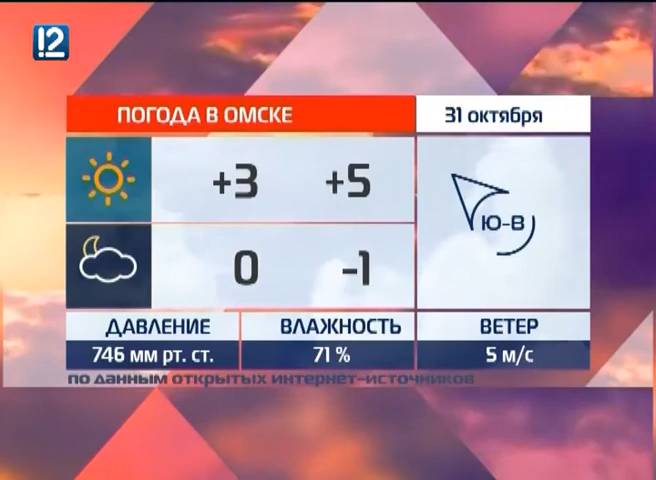 12
ПОГОДА В ОМСКЕ
31 октября
+3 +5
Ю-В
0 -1
ДАВЛЕНИЕ ВЛАЖНОСТЬ ВЕТЕР
746 мм рт. ст. 71 % 5 м/с
по данным открытых интернет-источников